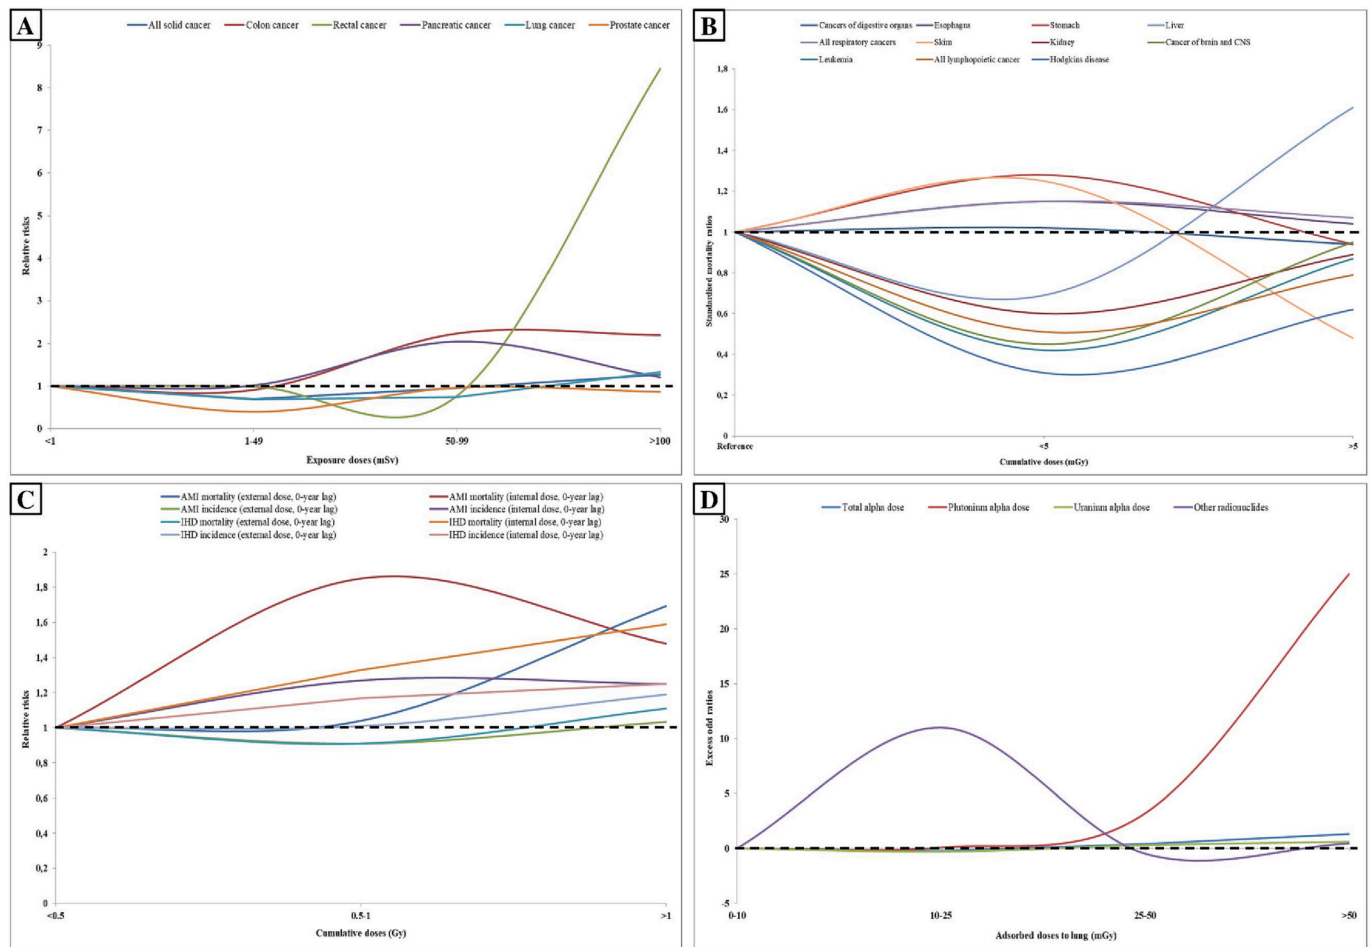 A
All solid cancer Colon cancer Rectal cancer Pancreatic cancer Lung cancer Prostate cancer
9
8
7
6
5
4
3
2
1
0
Relative risks
<1 1-49 50-99 >100
Exposure doses (mSv)
B
Cancers of digestive organs Esophagus Stomach Liver
All respiratory cancers Skim Kidney Cancer of brain and CNS
Leukemia All lymphopoietic cancer Hodgkins disease
1,8
1,6
1,4
1,2
1
0,8
0,6
0,4
0,2
0
Standardised mortality ratios
Reference <5 >5
Cumulative doses (mGy)
C
AMI mortality (external dose, 0-year lag) AMI mortality (internal dose, 0-year lag)
AMI incidence (external dose, 0-year lag) AMI incidence (internal dose, 0-year lag)
IHD mortality (external dose, 0-year lag) IHD mortality (internal dose, 0-year lag)
IHD incidence (external dose, 0-year lag) IHD incidence (internal dose, 0-year lag)
2
1,8
1,6
1,4
1,2
1
0,8
0,6
0,4
0,2
0
Relative risks
<0.5 0.5-1 >1
Cumulative doses (Gy)
D
Total alpha dose Plutonium alpha dose Uranium alpha dose Other radionuclides
30
25
20
15
10
5
0
-5
Excess odd ratios
0-10 10-25 25-50 >50
Adsorbed doses to lung (mGy)